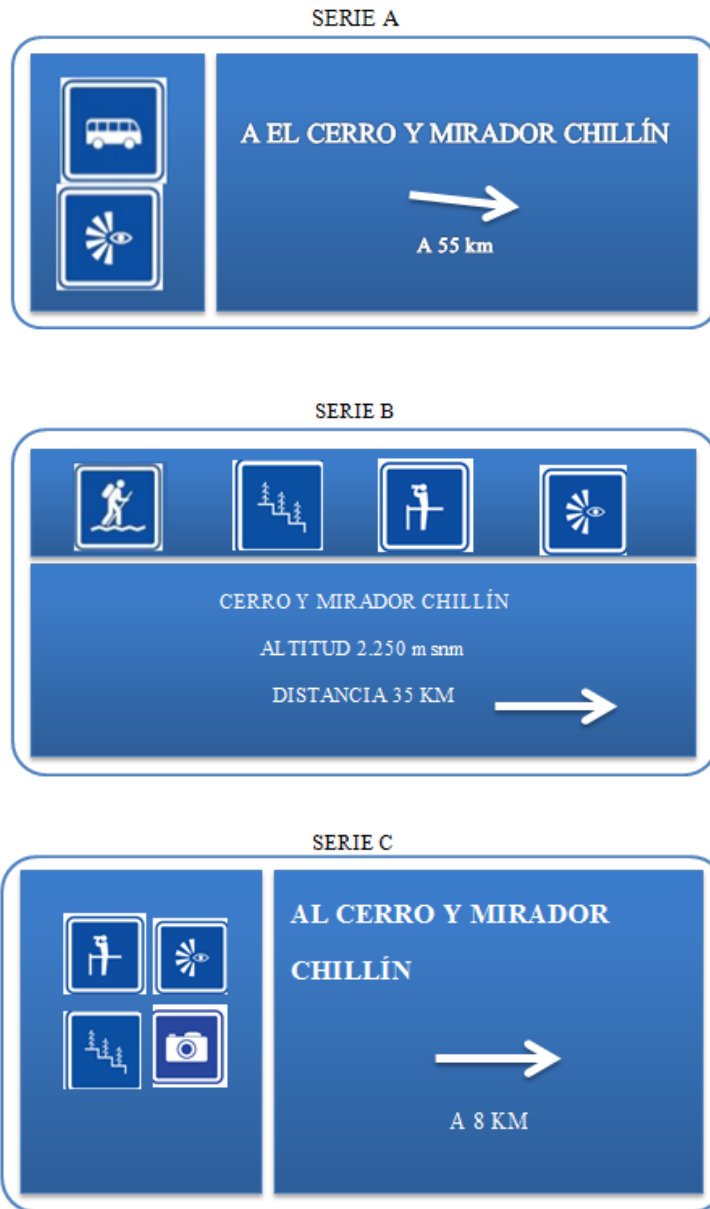 SERIE A
A EL CERRO Y MIRADOR CHILLÍN
A 55 km
SERIE B
CERRO Y MIRADOR CHILLÍN
ALTITUD 2.250 m snm
DISTANCIA 35 KM
SERIE C
AL CERRO Y MIRADOR
CHILLÍN
A 8 KM